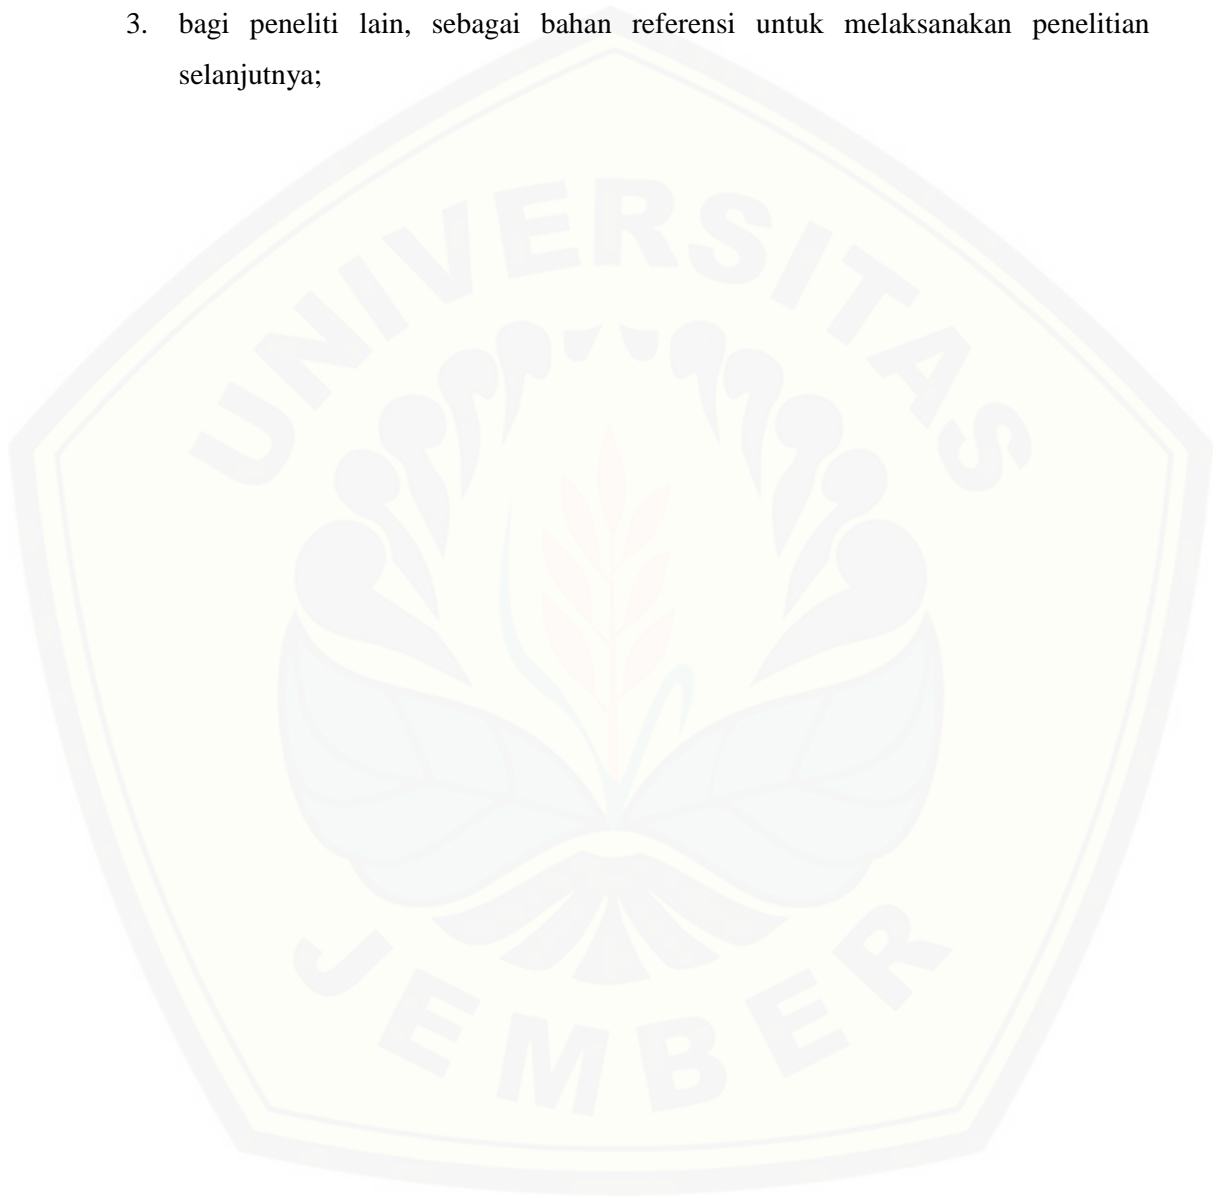 3. bagi peneliti lain, sebagai bahan referensi untuk melaksanakan penelitian
selanjutnya;
UNIVERSITAS
JEMBER